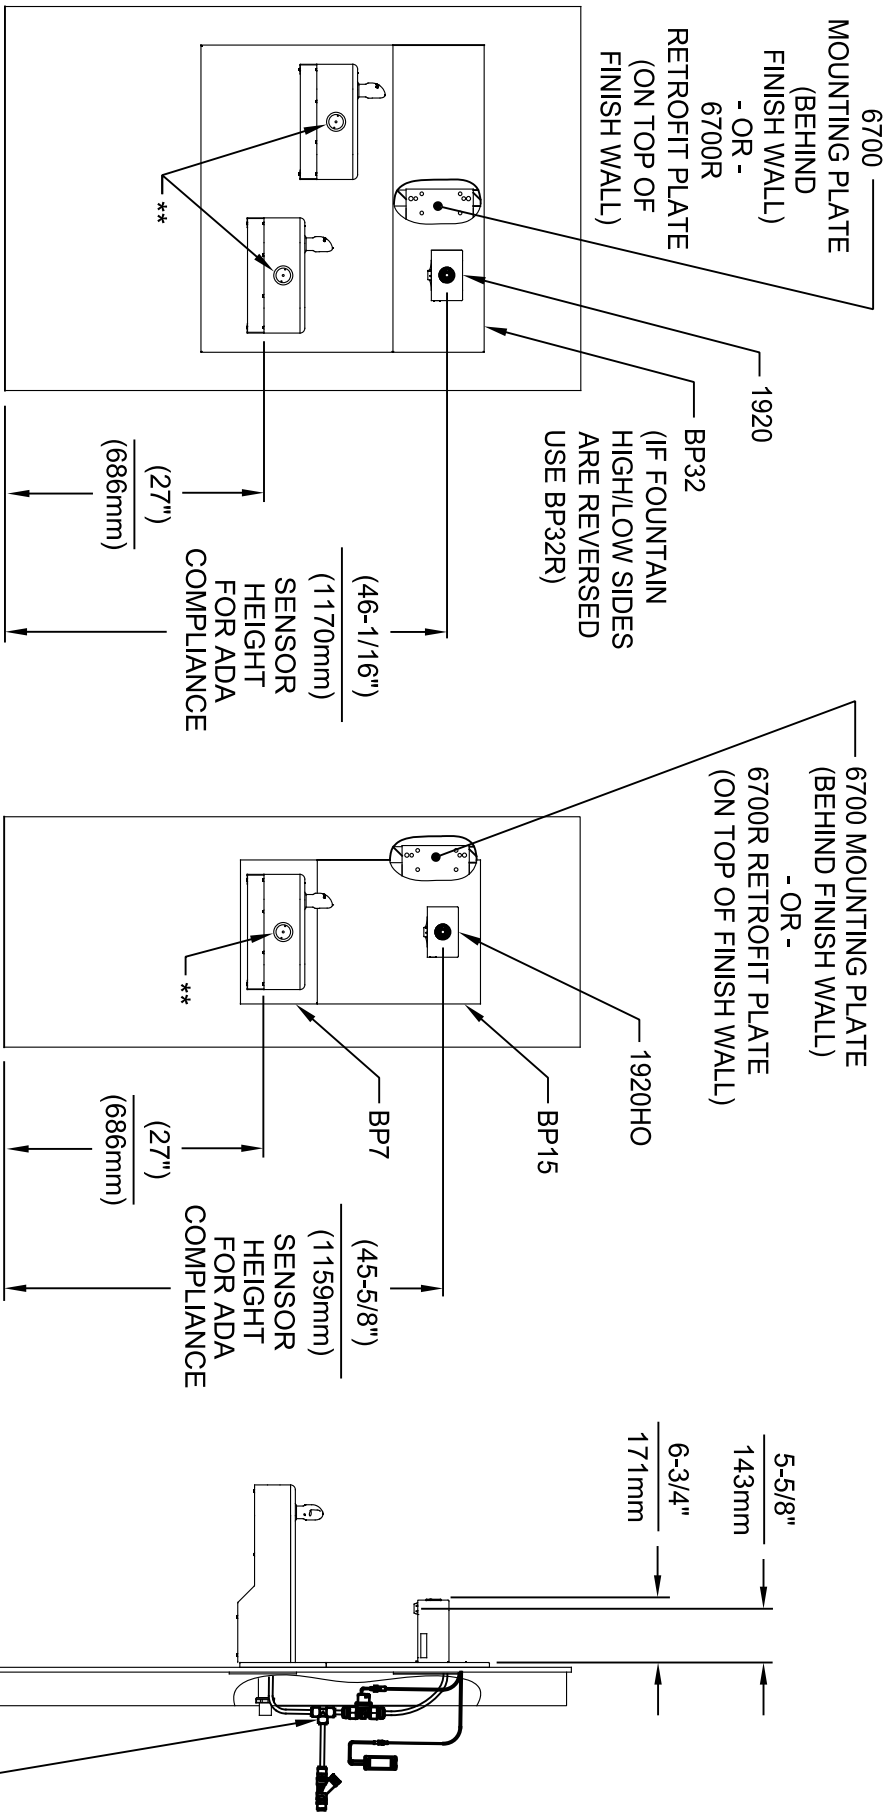 6700
MOUNTING PLATE
(BEHIND
FINISH WALL)
- OR -
6700R
RETROFIT PLATE
(ON TOP OF
FINISH WALL)
1920
BP32
(IF FOUNTAIN
HIGH/LOW SIDES
ARE REVERSED
USE BP32R)
**
(27")
(686mm)
(46-1/16")
(1170mm)
SENSOR
HEIGHT
FOR ADA
COMPLIANCE
6700 MOUNTING PLATE
(BEHIND FINISH WALL)
- OR -
6700R RETROFIT PLATE
(ON TOP OF FINISH WALL)
1920HO
BP15
BP7
**
(27")
(686mm)
(45-5/8")
(1159mm)
SENSOR
HEIGHT
FOR ADA
COMPLIANCE
5-5/8"
143mm
6-3/4"
171mm